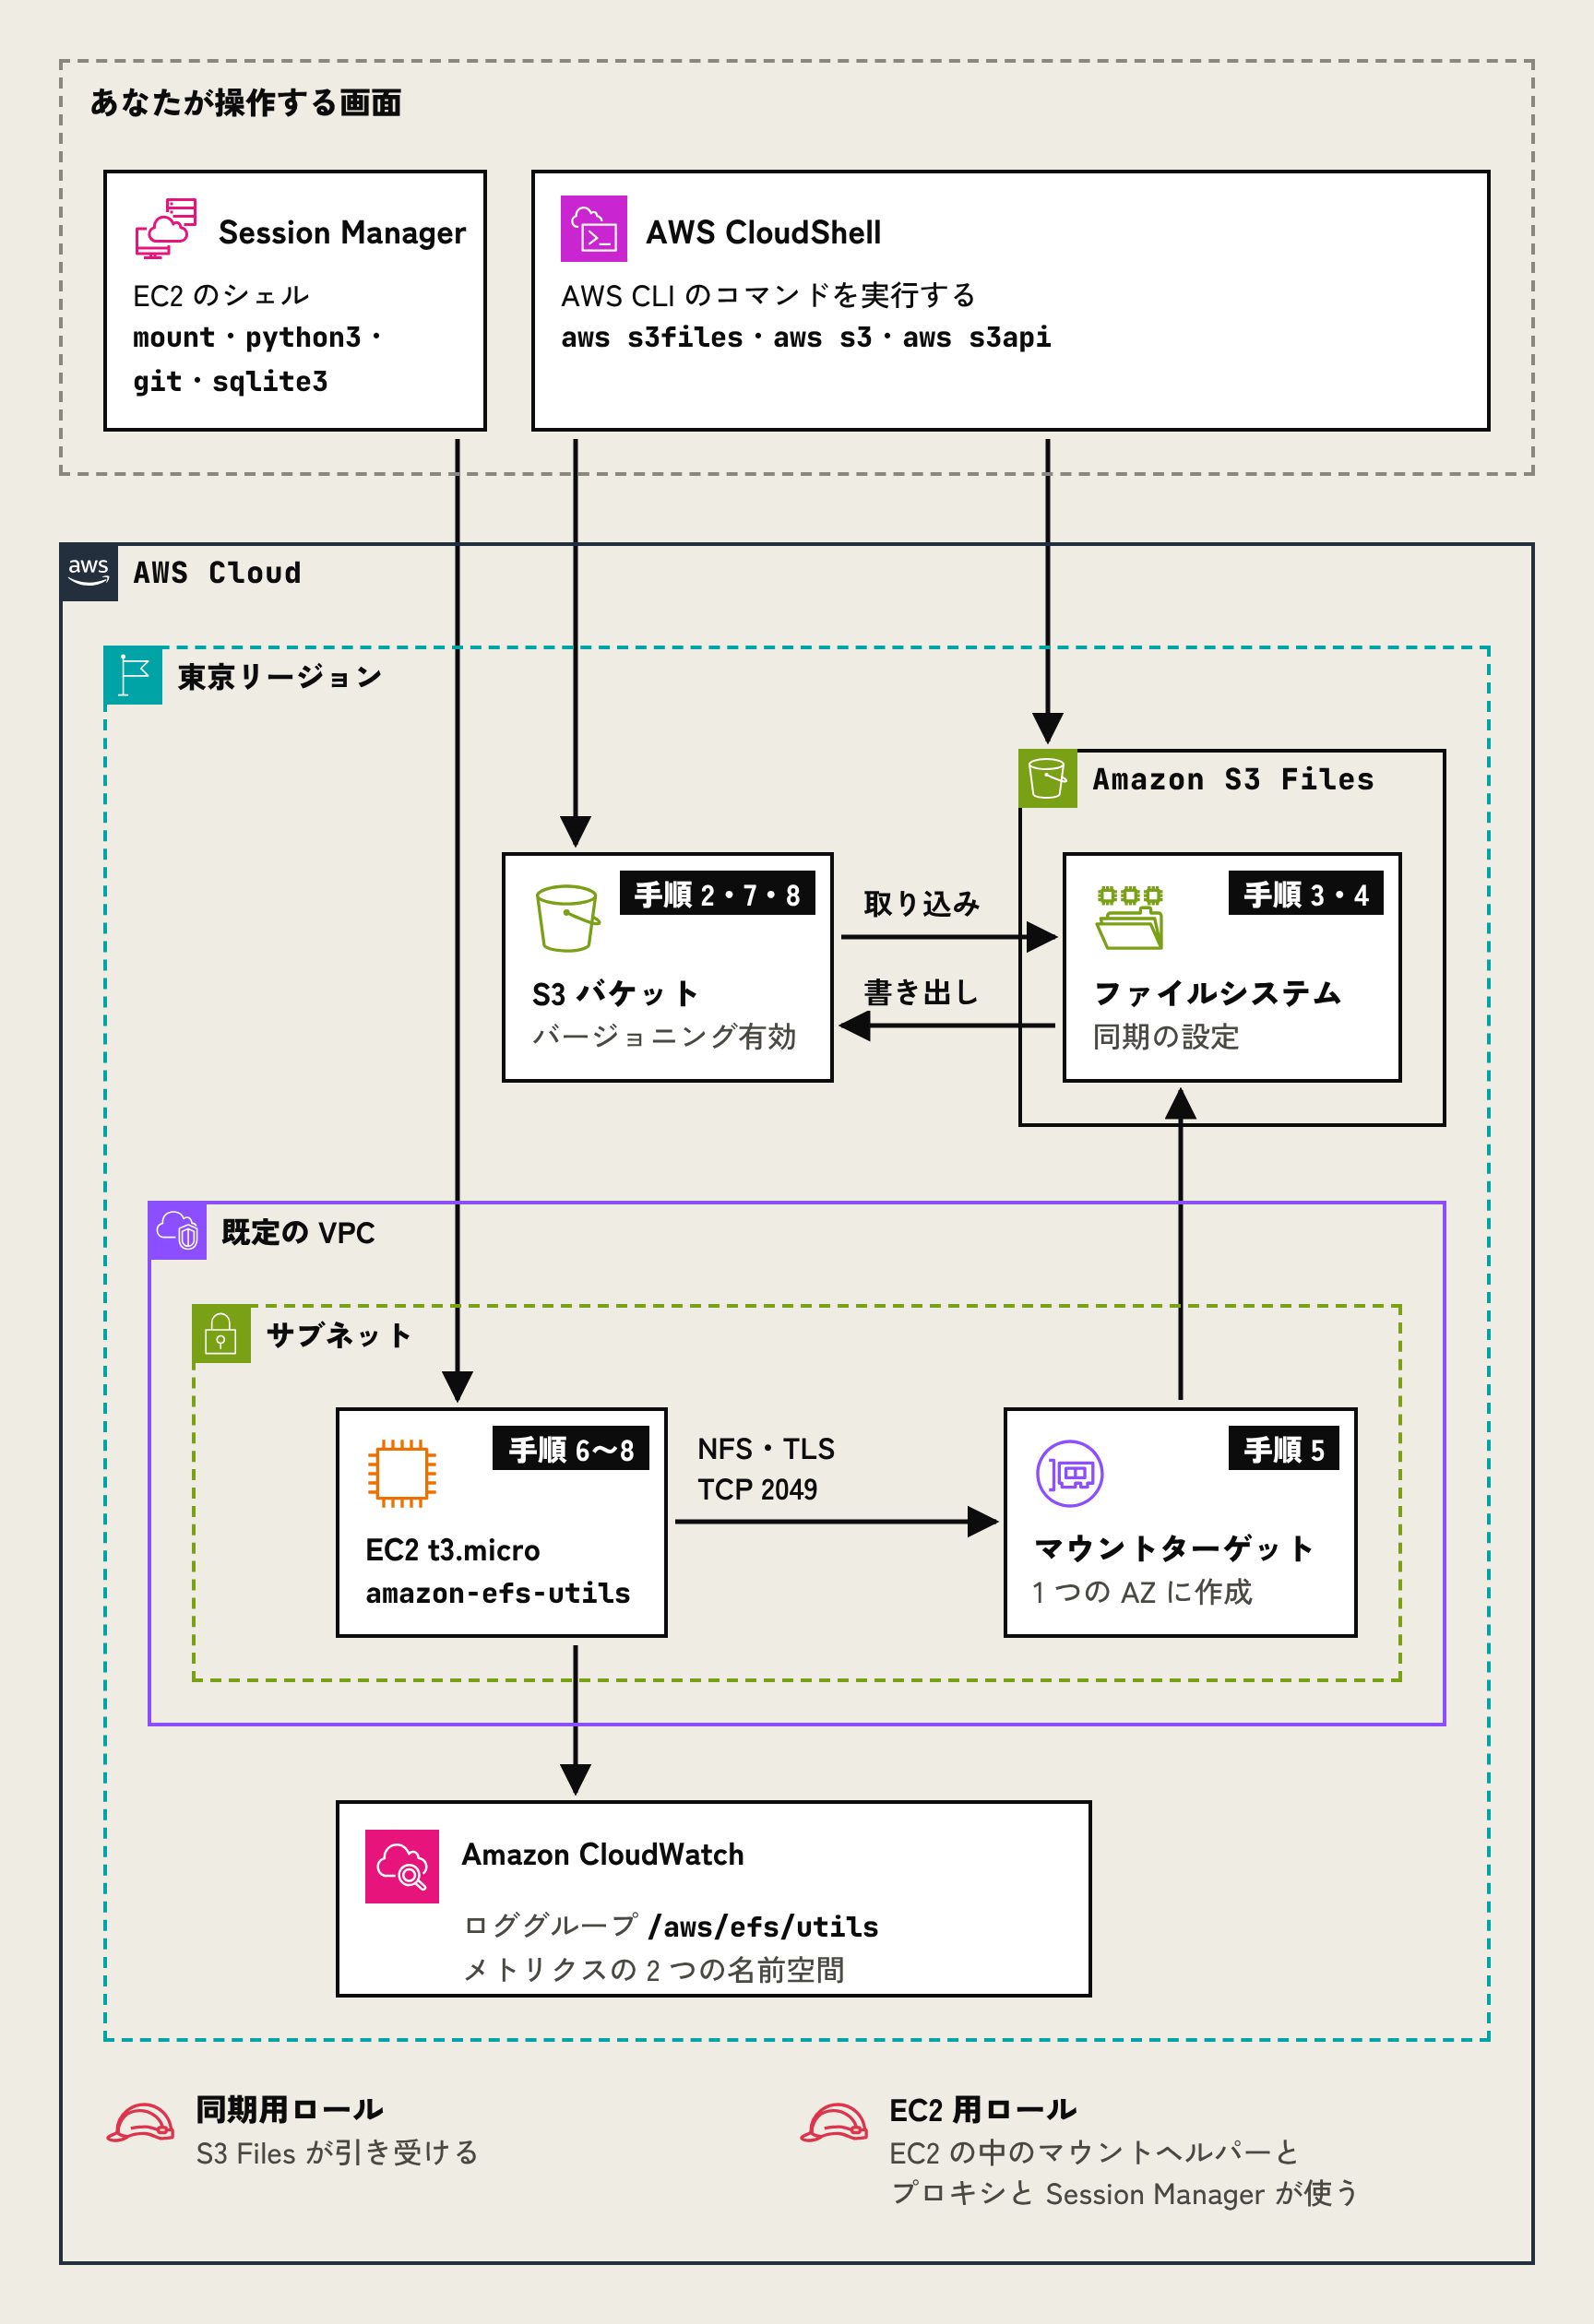 あなたが操作する画面
Session Manager
EC2 のシェル
mount・python3・
git・sqlite3
AWS CloudShell
AWS CLI のコマンドを実行する
aws s3files・aws s3・aws s3api
aws
AWS Cloud
東京リージョン
Amazon S3 Files
手順 2・7・8
S3 バケット
バージョニング有効
取り込み
書き出し
手順 3・4
ファイルシステム
同期の設定
既定の VPC
サブネット
手順 6〜8
EC2 t3.micro
amazon-efs-utils
NFS・TLS
TCP 2049
手順 5
マウントターゲット
1 つの AZ に作成
Amazon CloudWatch
ロググループ /aws/efs/utils
メトリクスの 2 つの名前空間
同期用ロール
S3 Files が引き受ける
EC2 用ロール
EC2 の中のマウントヘルパーと
プロキシと Session Manager が使う